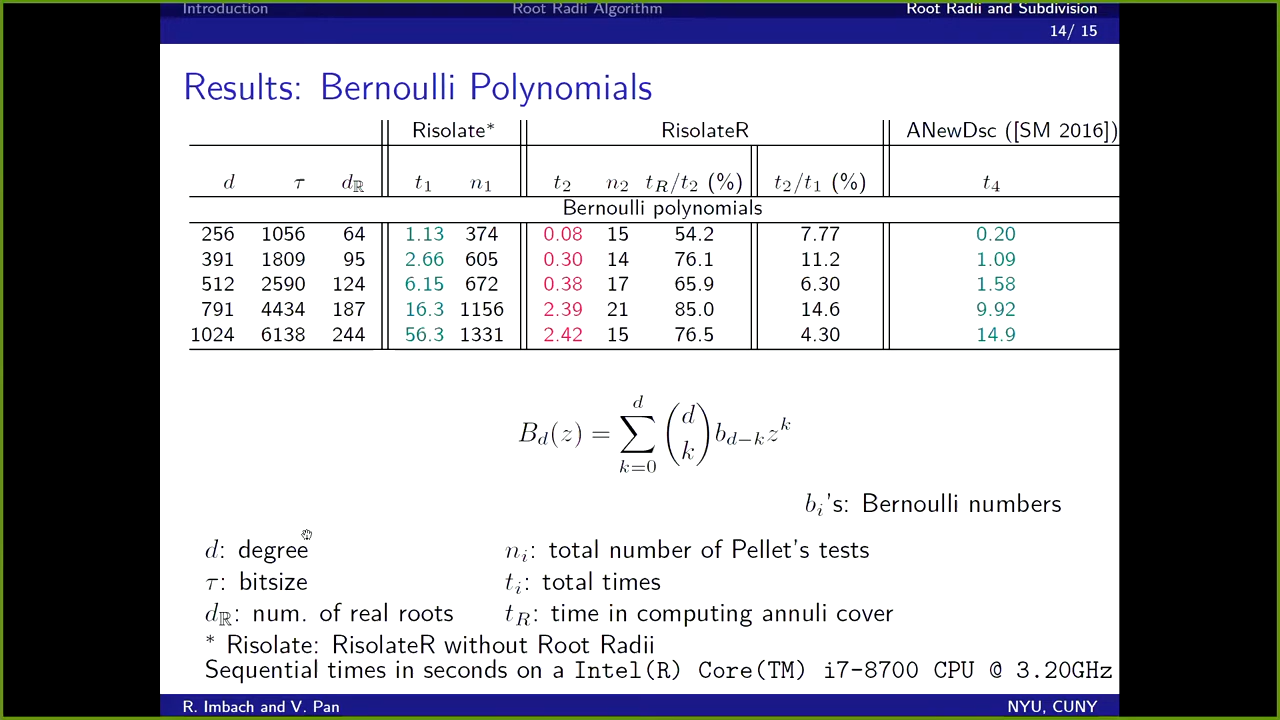 Introduction Root Radii Algorithm Root Radii and Subdivision
14/ 15
Results: Bernoulli Polynomials
Risolate* RisolateR ANewDsc ([SM 2016])
d τ dℝ t₁ n₁ t₂ n₂ t_R/t₂ (%) t₂/t₁ (%) t₄
Bernoulli polynomials
256 1056 64 1.13 374 0.08 15 54.2 7.77 0.20
391 1809 95 2.66 605 0.30 14 76.1 11.2 1.09
512 2590 124 6.15 672 0.38 17 65.9 6.30 1.58
791 4434 187 16.3 1156 2.39 21 85.0 14.6 9.92
1024 6138 244 56.3 1331 2.42 15 76.5 4.30 14.9
B_d(z) = ∑_{k=0}^{d} \binom{d}{k} b_{d−k} z^k
b_i's: Bernoulli numbers
d: degree n_i: total number of Pellet's tests
τ: bitsize t_i: total times
dℝ: num. of real roots t_R: time in computing annuli cover
* Risolate: RisolateR without Root Radii
Sequential times in seconds on a Intel(R) Core(TM) i7-8700 CPU @ 3.20GHz
R. Imbach and V. Pan NYU, CUNY